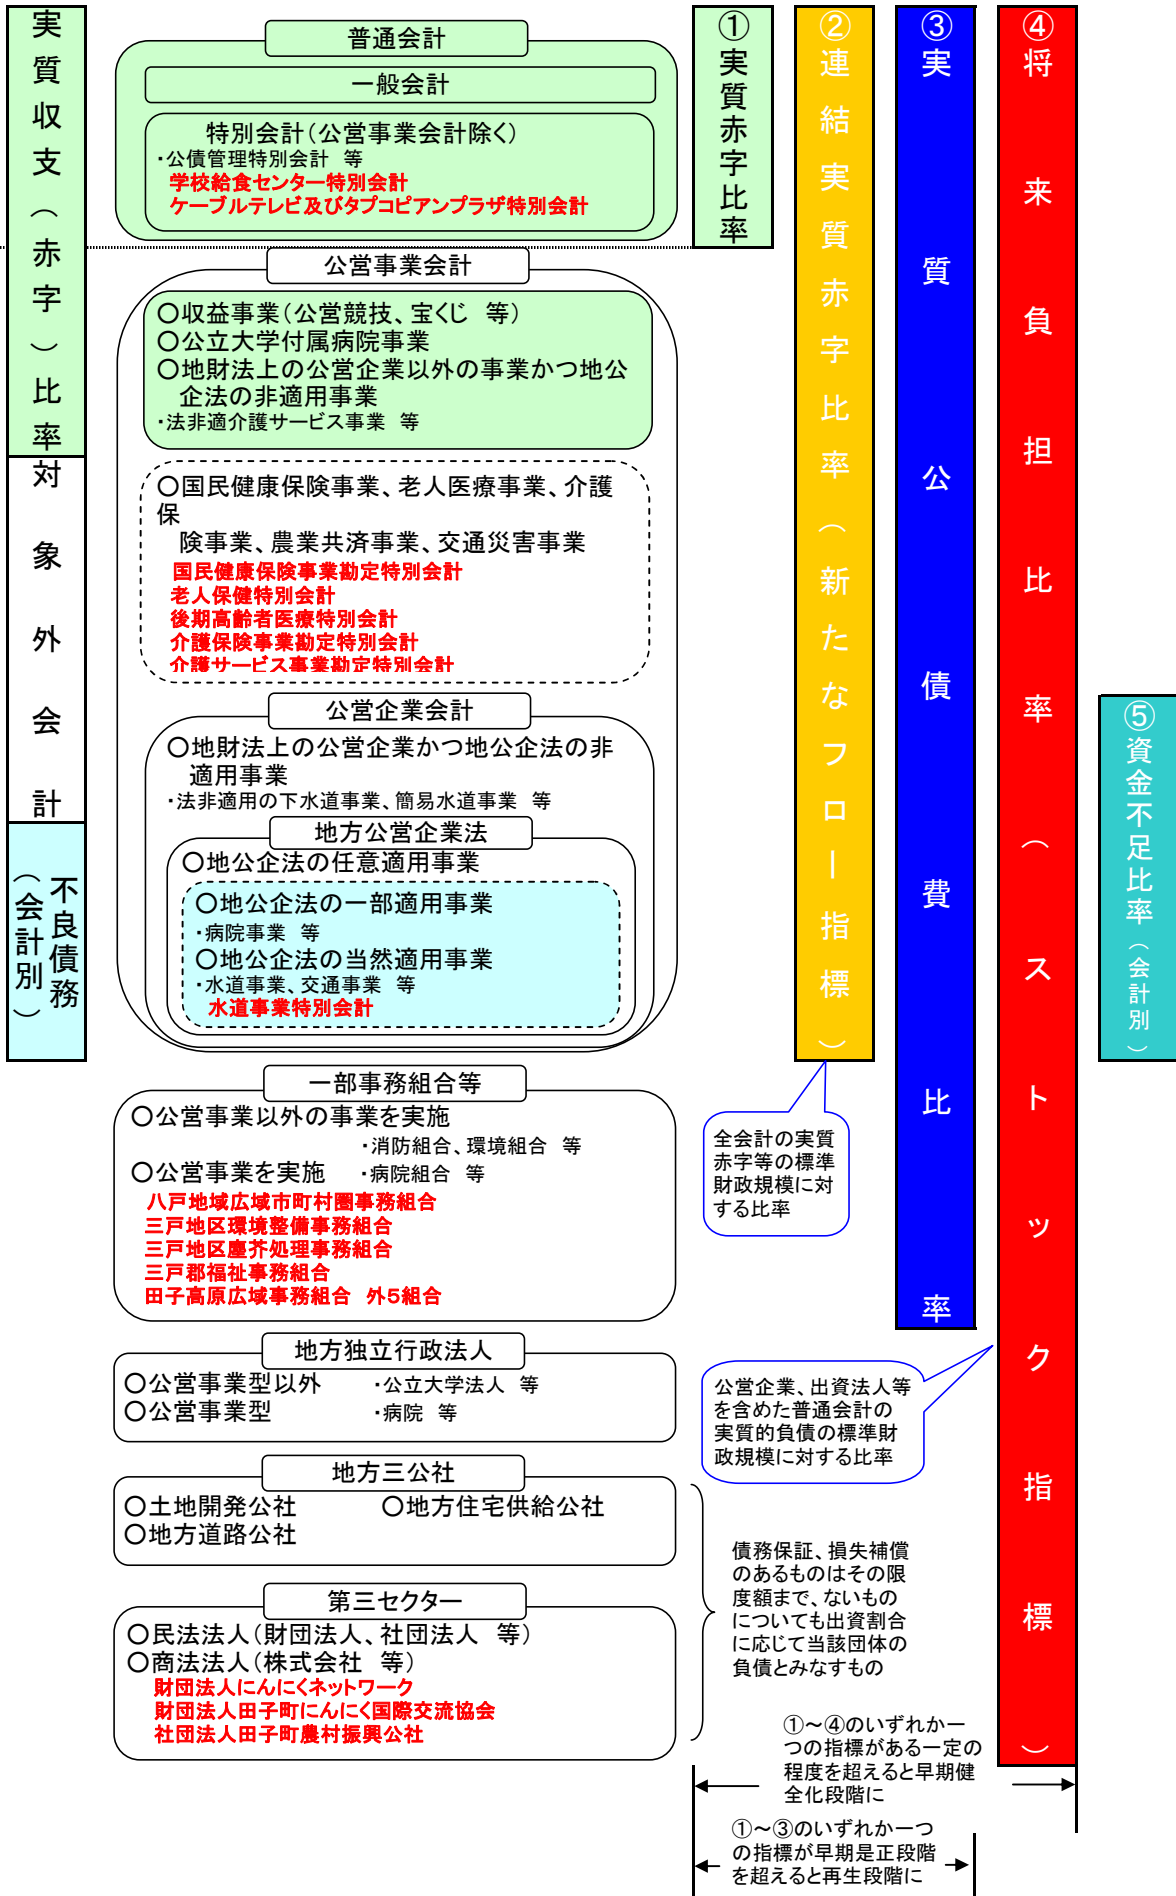 実質収支(赤字)比率
対象外会計
不良債務
(会計別)
普通会計
一般会計
特別会計(公営事業会計除く)
・公債管理特別会計 等
学校給食センター特別会計
ケーブルテレビ及びタプコピアンプラザ特別会計
公営事業会計
〇収益事業(公営競技、宝くじ 等)
〇公立大学付属病院事業
〇地財法上の公営企業以外の事業かつ地公
企法の非適用事業
・法非適介護サービス事業 等
〇国民健康保険事業、老人医療事業、介護
保
険事業、農業共済事業、交通災害事業
国民健康保険事業勘定特別会計
老人保健特別会計
後期高齢者医療特別会計
介護保険事業勘定特別会計
介護サービス事業勘定特別会計
公営企業会計
〇地財法上の公営企業かつ地公企法の非
適用事業
・法非適用の下水道事業、簡易水道事業 等
地方公営企業法
〇地公企法の任意適用事業
〇地公企法の一部適用事業
・病院事業 等
〇地公企法の当然適用事業
・水道事業、交通事業 等
水道事業特別会計
一部事務組合等
〇公営事業以外の事業を実施
・消防組合、環境組合 等
〇公営事業を実施 ・病院組合 等
八戸地域広域市町村圏事務組合
三戸地区環境整備事務組合
三戸地区塵芥処理事務組合
三戸郡福祉事務組合
田子高原広域事務組合 外5組合
地方独立行政法人
〇公営事業型以外 ・公立大学法人 等
〇公営事業型 ・病院 等
地方三公社
〇土地開発公社 〇地方住宅供給公社
〇地方道路公社
第三セクター
〇民法法人(財団法人、社団法人 等)
〇商法法人(株式会社 等)
財団法人にんにくネットワーク
財団法人田子町にんにく国際交流協会
社団法人田子町農村振興公社
①実質赤字比率
②連結実質赤字比率(新たなフロー指標)
③実質公債費比率
④将来負担比率(ストック指標)
⑤資金不足比率(会計別)
全会計の実質
赤字等の標準
財政規模に対
する比率
公営企業、出資法人等
を含めた普通会計の
実質的負債の標準財
政規模に対する比率
債務保証、損失補償
のあるものはその限
度額まで、ないもの
についても出資割合
に応じて当該団体の
負債とみなすもの
①～④のいずれか一
つの指標がある一定の
程度を超えると早期健
全化段階に
①～③のいずれか一つ
の指標が早期是正段階
を超えると再生段階に